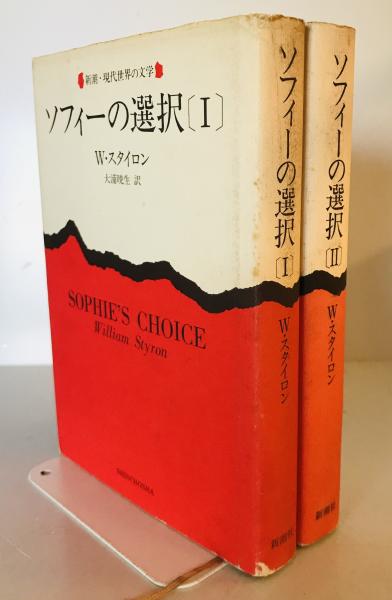 新潮・現代世界の文学
ソフィーの選択〔Ⅰ〕
W・スタイロン
大浦暁生 訳
SOPHIE'S CHOICE
William Styron
SHINCHOSHA
ソフィーの選択〔Ⅰ〕
W・スタイロン
新潮社
ソフィーの選択〔Ⅱ〕
W・スタイロン
新潮社